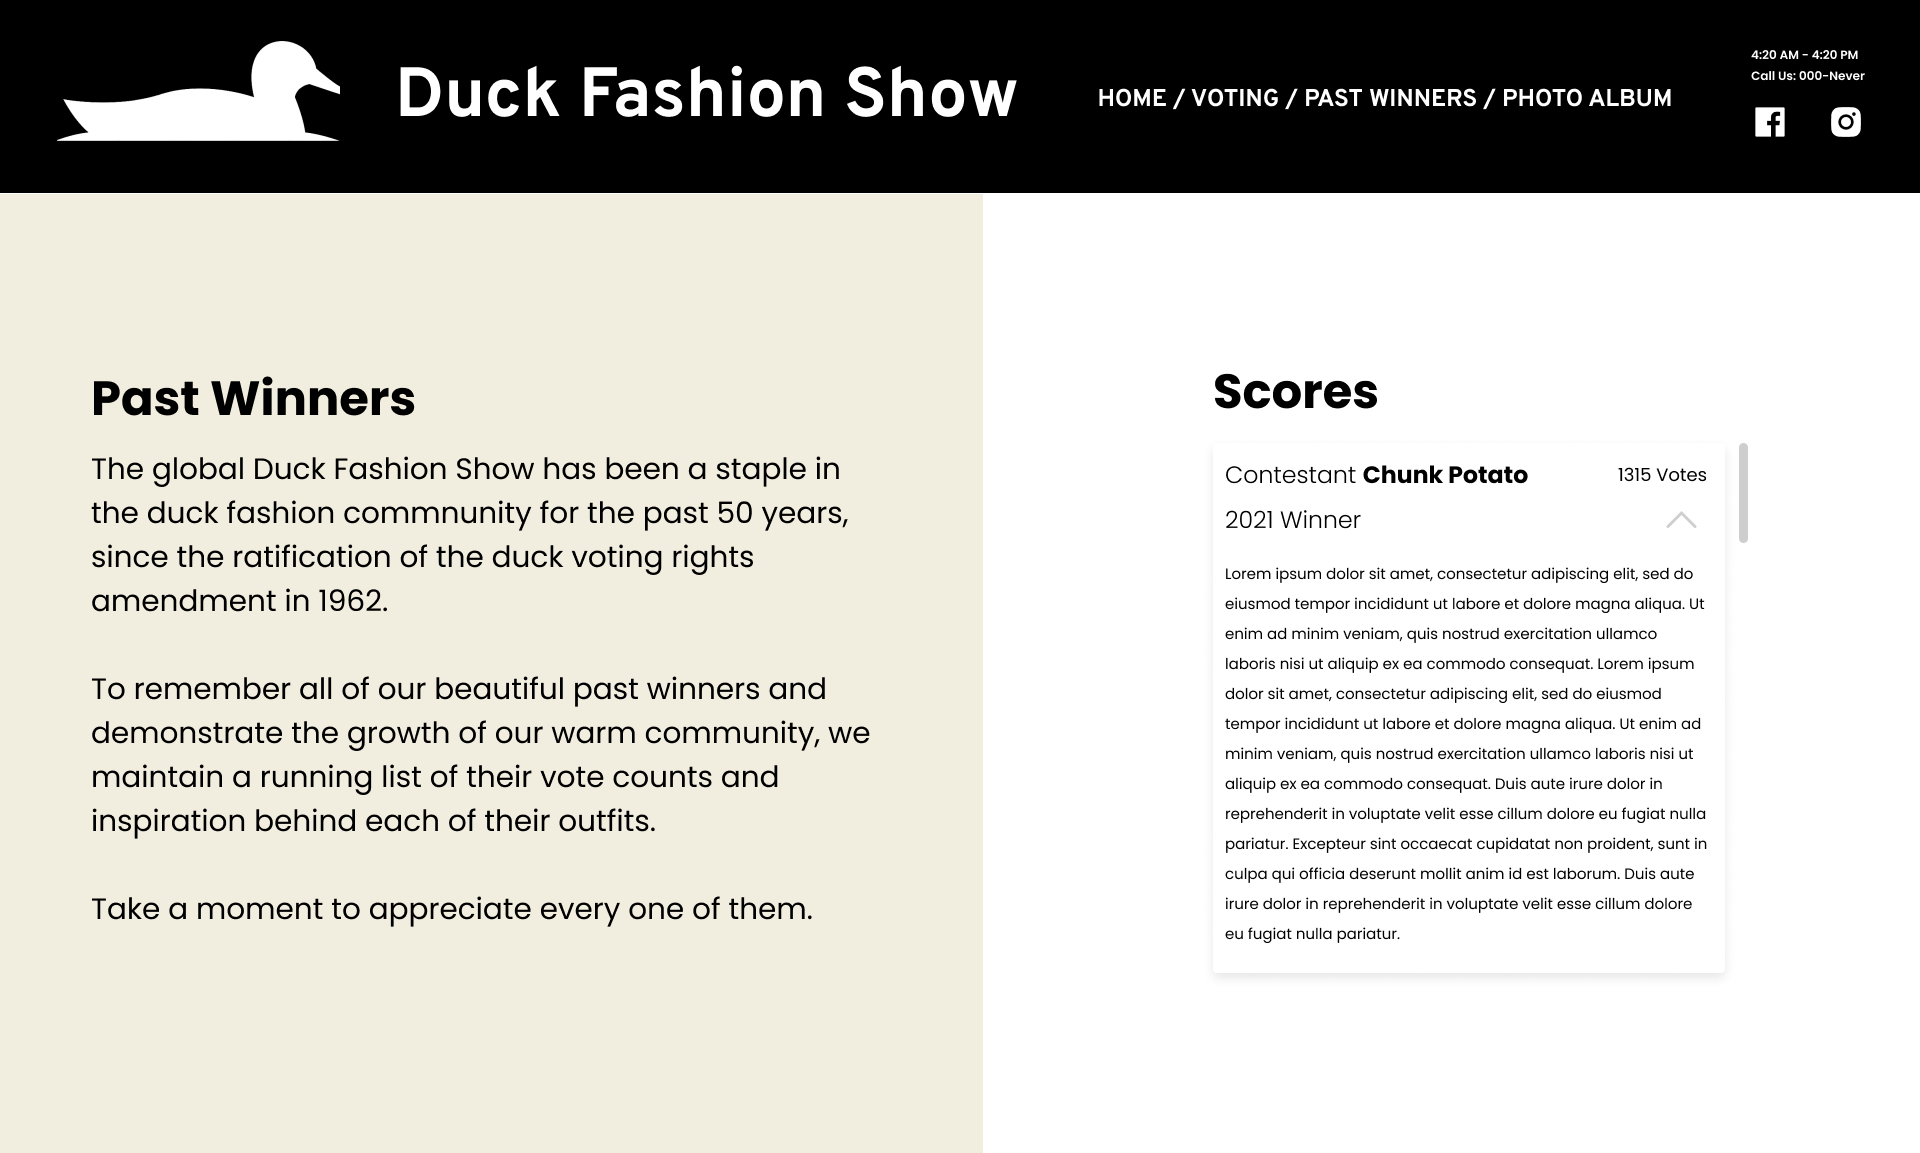 Duck Fashion Show
HOME / VOTING / PAST WINNERS / PHOTO ALBUM
4:20 AM - 4:20 PM
Call Us: 000-Never
Past Winners
The global Duck Fashion Show has been a staple in
the duck fashion commnunity for the past 50 years,
since the ratification of the duck voting rights
amendment in 1962.
To remember all of our beautiful past winners and
demonstrate the growth of our warm community, we
maintain a running list of their vote counts and
inspiration behind each of their outfits.
Take a moment to appreciate every one of them.
Scores
Contestant Chunk Potato
1315 Votes
2021 Winner
Lorem ipsum dolor sit amet, consectetur adipiscing elit, sed do
eiusmod tempor incididunt ut labore et dolore magna aliqua. Ut
enim ad minim veniam, quis nostrud exercitation ullamco
laboris nisi ut aliquip ex ea commodo consequat. Lorem ipsum
dolor sit amet, consectetur adipiscing elit, sed do eiusmod
tempor incididunt ut labore et dolore magna aliqua. Ut enim ad
minim veniam, quis nostrud exercitation ullamco laboris nisi ut
aliquip ex ea commodo consequat. Duis aute irure dolor in
reprehenderit in voluptate velit esse cillum dolore eu fugiat nulla
pariatur. Excepteur sint occaecat cupidatat non proident, sunt in
culpa qui officia deserunt mollit anim id est laborum. Duis aute
irure dolor in reprehenderit in voluptate velit esse cillum dolore
eu fugiat nulla pariatur.